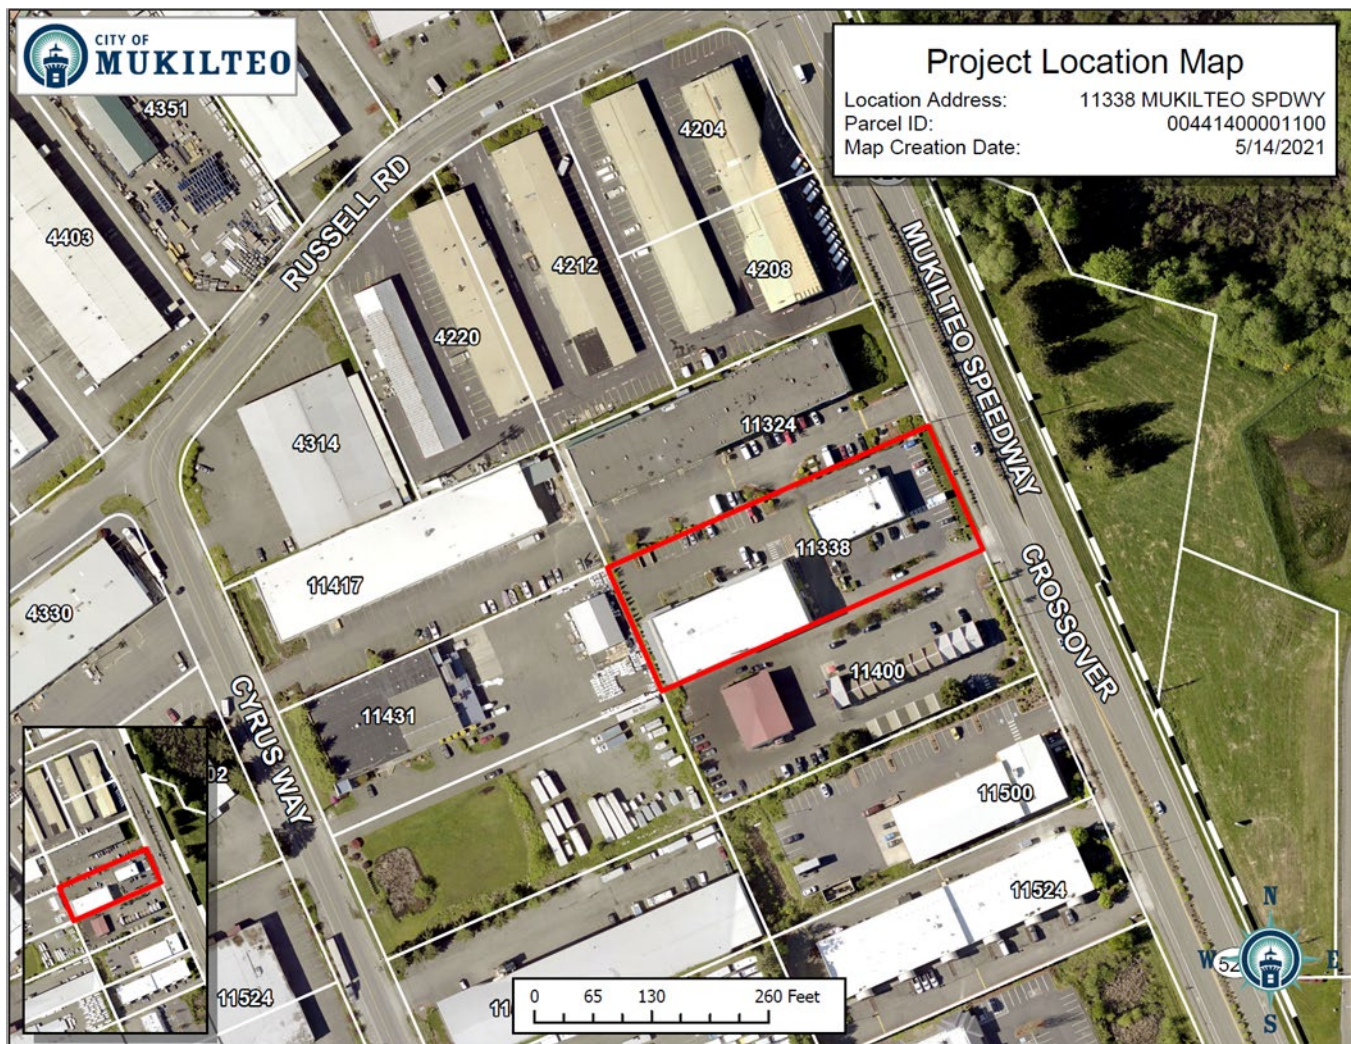 CITY OF
MUKILTEO
Project Location Map
Location Address: 11338 MUKILTEO SPDWY
Parcel ID: 00441400001100
Map Creation Date: 5/14/2021
4351
4204
4403
RUSSELL RD
4212
4208
MUKILTEO SPEEDWAY
4220
4314
11324
11338
11417
4330
CROSSOVER
11400
CYRUS WAY
11431
02
11500
11524
N
W
E
52
S
11524
0 65 130 260 Feet